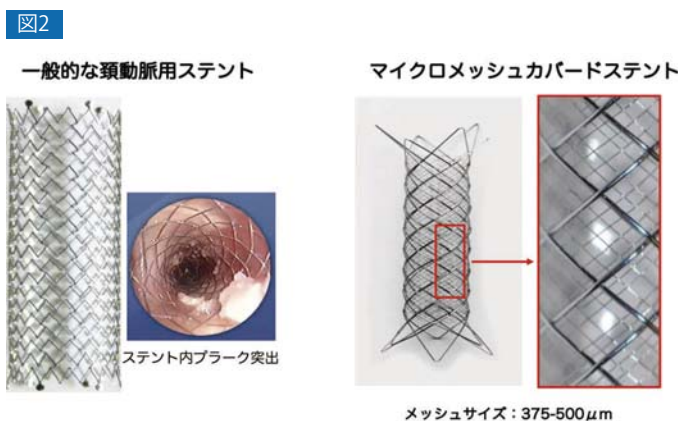 図2
一般的な頚動脈用ステント
マイクロメッシュカバードステント
ステント内プラーク突出
メッシュサイズ：375-500μm